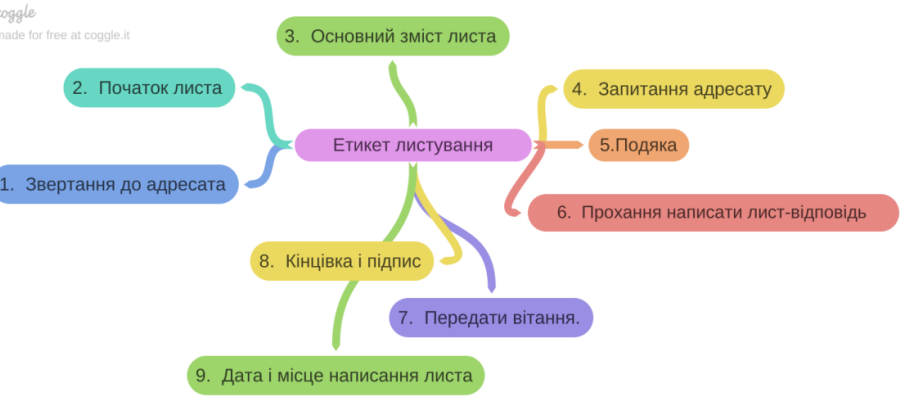 coggle
made for free at coggle.it
3. Основний зміст листа
2. Початок листа
4. Запитання адресату
Етикет листування
5.Подяка
1. Звертання до адресата
6. Прохання написати лист-відповідь
8. Кінцівка і підпис
7. Передати вітання.
9. Дата і місце написання листа